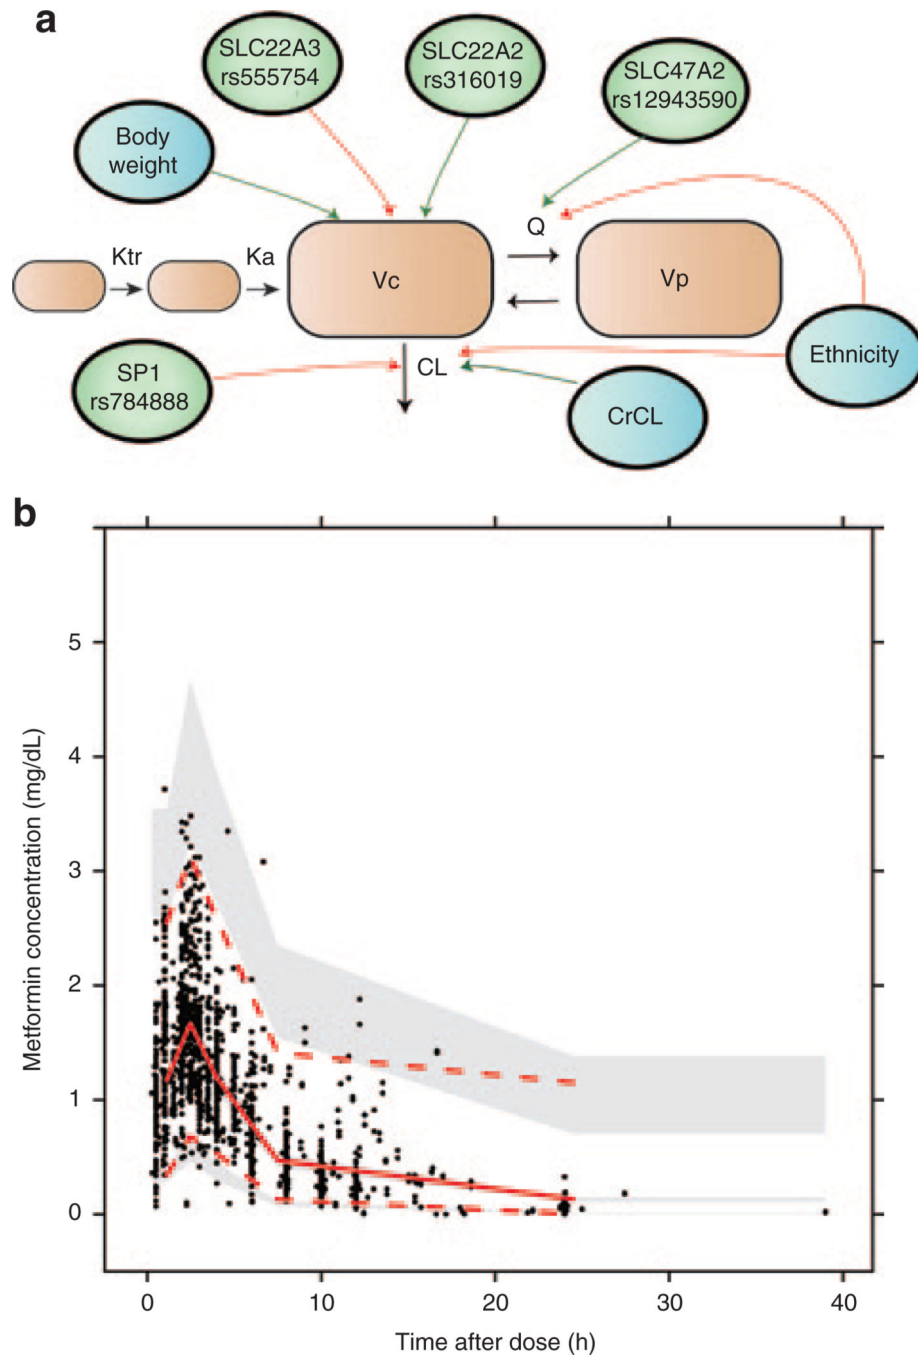 a
SLC22A3
rs555754
SLC22A2
rs316019
SLC47A2
rs12943590
Body
weight
Ktr
Ka
Vc
Q
Vp
SP1
rs784888
CL
CrCL
Ethnicity
b
5
4
3
2
1
0
Metformin concentration (mg/dL)
0 10 20 30 40
Time after dose (h)